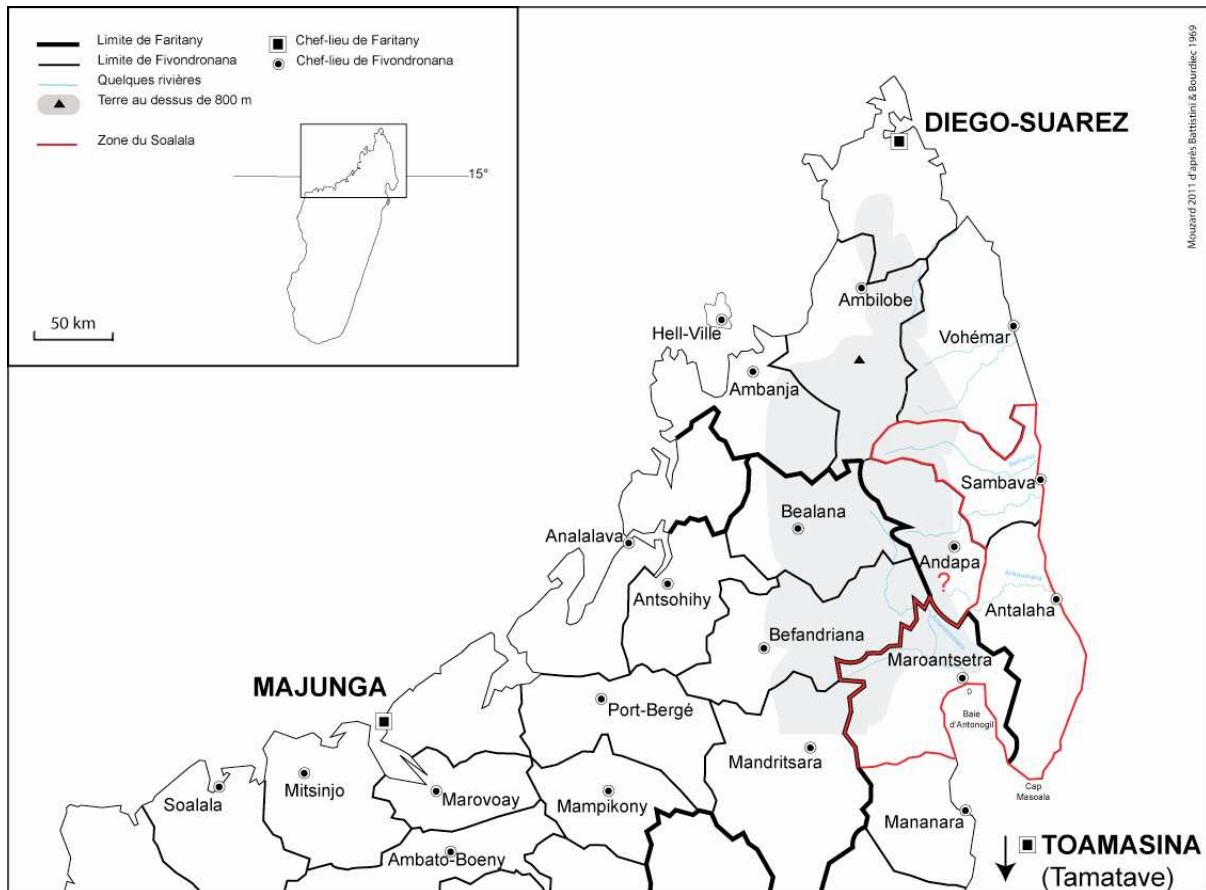 Limite de Faritany
Limite de Fivondronana
Quelques rivières
Terre au dessus de 800 m
Zone du Soalala
Chef-lieu de Faritany
Chef-lieu de Fivondronana
15°
50 km
Mouzard 2011 d'après Battistini & Bourdiec 1969
DIEGO-SUAREZ
Ambilobe
Hell-Ville
Vohémar
Ambanja
Sambava
Bealana
Analalava
Andapa
?
Antsohihy
Antalaha
Befandriana
Maroantsetra
MAJUNGA
Port-Bergé
Baie
d'Antonogil
Mandritsara
Soalala
Mitsinjo
Marovoay
Mampikony
Cap
Masoala
Mananara
Ambato-Boeny
TOAMASINA
(Tamatave)